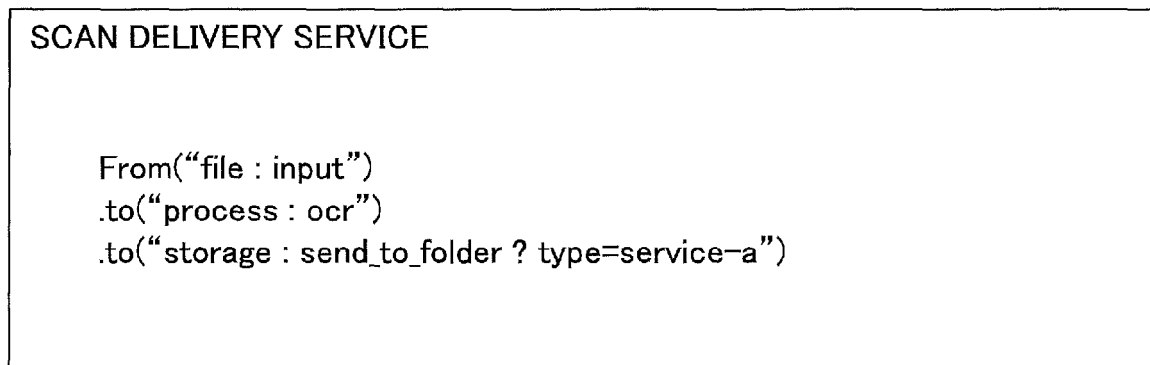 SCAN DELIVERY SERVICE
From(“file : input”)
.to(“process : ocr”)
.to(“storage : send_to_folder ? type=service-a”)